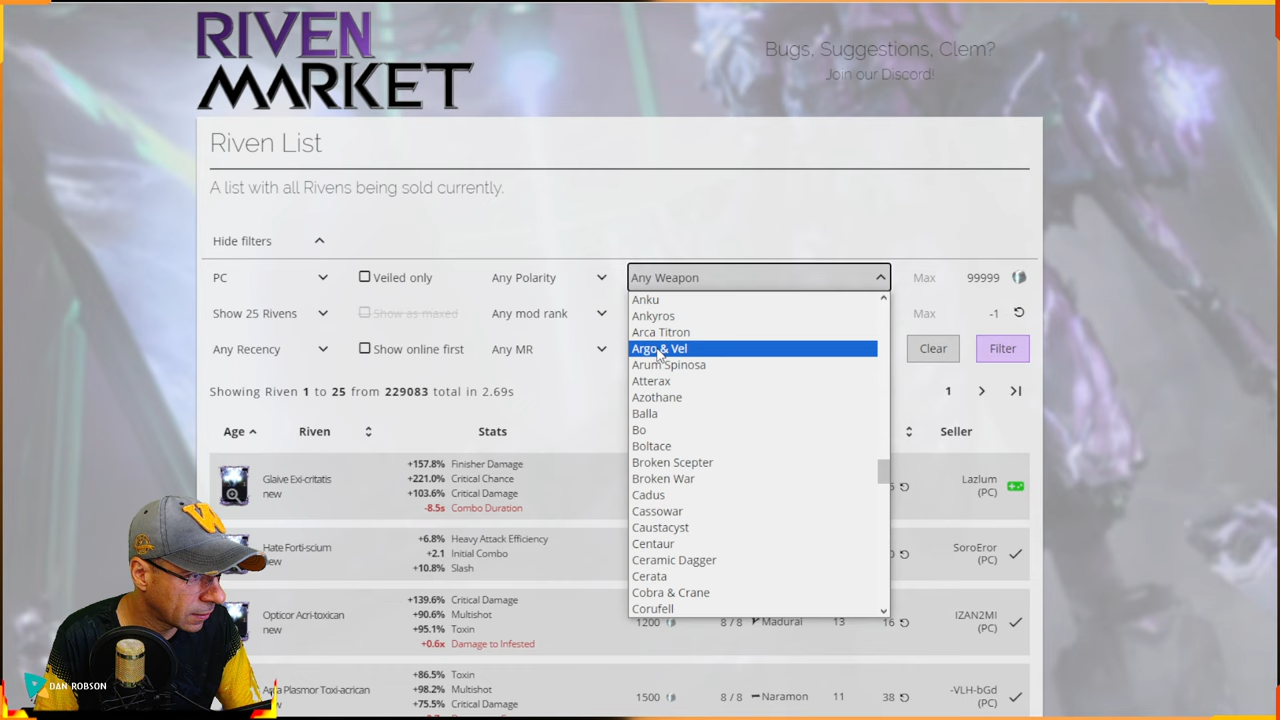 RIVEN
MARKET
Bugs, Suggestions, Clem?
Join our Discord!
Riven List
A list with all Rivens being sold currently.
Hide filters
PC
Veiled only
Any Polarity
Any Weapon
Max 99999
Show 25 Rivens
Show as maxed
Any mod rank
Max -1
Any Recency
Show online first
Any MR
Clear
Filter
Anku
Ankyros
Arca Titron
Argo & Vel
Arum Spinosa
Atterax
Azothane
Balla
Bo
Boltace
Broken Scepter
Broken War
Cadus
Cassowar
Caustacyst
Centaur
Ceramic Dagger
Cerata
Cobra & Crane
Corufell
Showing Riven 1 to 25 from 229083 total in 2.69s
1
Age Riven Stats Seller
Glaive Exi-critatis
new
+157.8% Finisher Damage
+221.0% Critical Chance
+103.6% Critical Damage
-8.5s Combo Duration
Lazlum
(PC)
Hate Forti-scium
+6.8% Heavy Attack Efficiency
+2.1 Initial Combo
+10.8% Slash
SoroEror
(PC)
Opticor Acri-toxican
new
+139.6% Critical Damage
+90.6% Multishot
+95.1% Toxin
+0.6x Damage to Infested
1200 8 / 8 Madurai 13 16
IZAN2MI
(PC)
Plasmor Toxi-acrican
+86.5% Toxin
+98.2% Multishot
+75.5% Critical Damage
1500 8 / 8 Naramon 11 38
-VLH-bGd
(PC)
W
DAN ROBSON